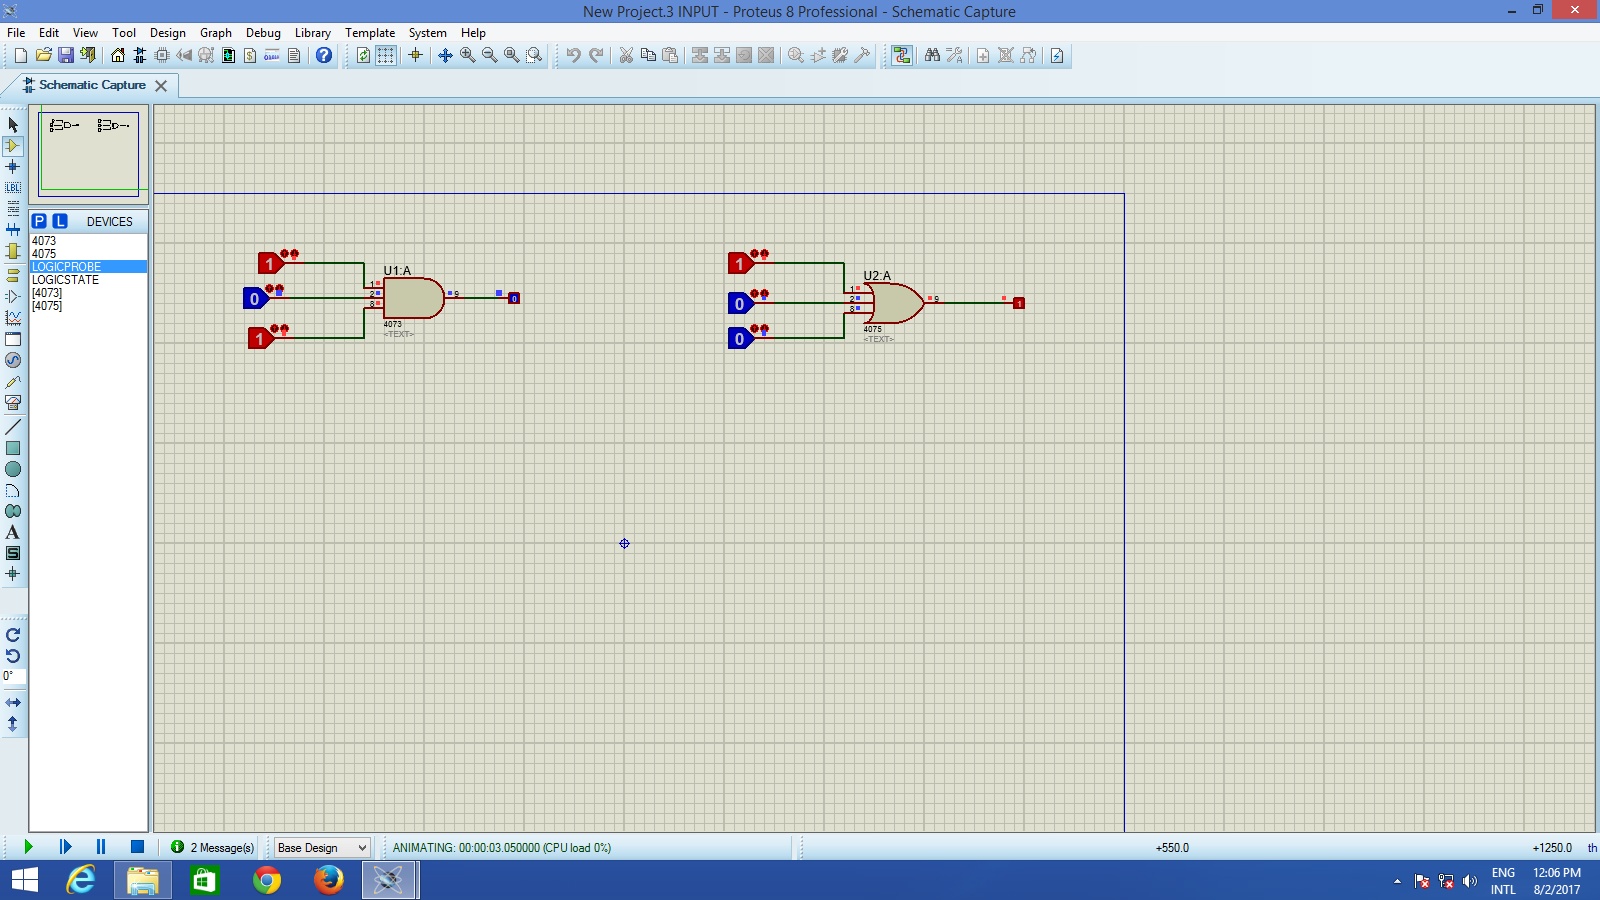 New Project.3 INPUT - Proteus 8 Professional - Schematic Capture
File Edit View Tool Design Graph Debug Library Template System Help
Schematic Capture
P L DEVICES
4073
4075
LOGICPROBE
LOGICSTATE
[4073]
[4075]
LBL
A
S
0°
1
0
1
U1:A
1
2
8
9
0
4073
<TEXT>
1
0
0
U2:A
1
2
8
9
1
4075
<TEXT>
2 Message(s) Base Design ANIMATING: 00:00:03.050000 (CPU load 0%) +550.0 +1250.0 th
ENG 12:06 PM
INTL 8/2/2017